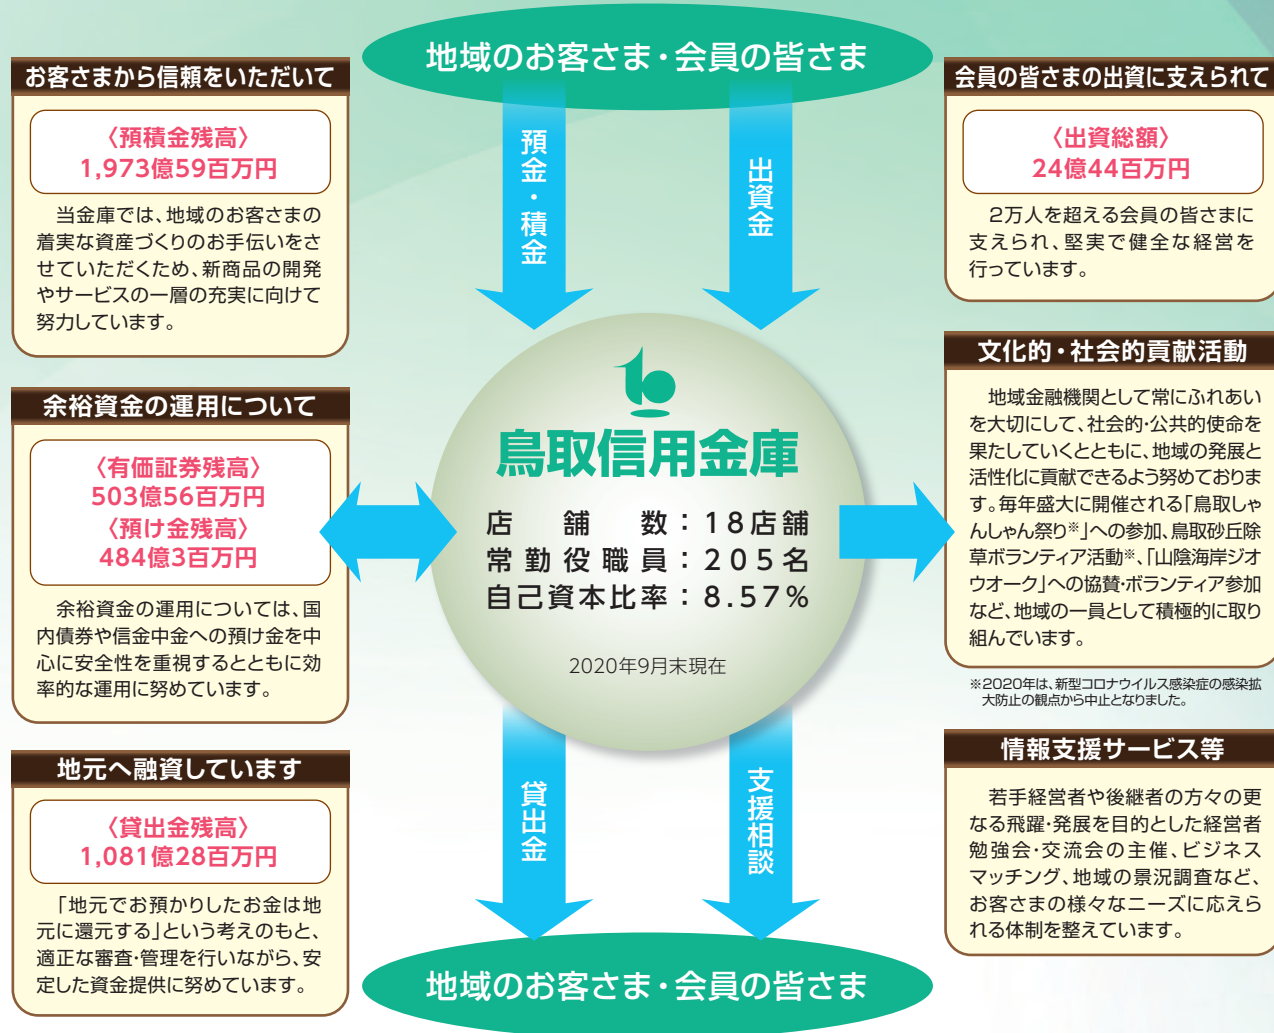 地域のお客さま・会員の皆さま
お客さまから信頼をいただいて
〈預積金残高〉
1,973億59百万円
当金庫では、地域のお客さまの
着実な資産づくりのお手伝いをさ
せていただくため、新商品の開発
やサービスの一層の充実に向けて
努力しています。
預金・積金
出資金
会員の皆さまの出資に支えられて
〈出資総額〉
24億44百万円
2万人を超える会員の皆さまに
支えられ、堅実で健全な経営を
行っています。
余裕資金の運用について
〈有価証券残高〉
503億56百万円
〈預け金残高〉
484億3百万円
余裕資金の運用については、国
内債券や信金中金への預け金を中
心に安全性を重視するとともに効
率的な運用に努めています。
鳥取信用金庫
店舗数：18店舗
常勤役職員：205名
自己資本比率：8.57%
2020年9月末現在
文化的・社会的貢献活動
地域金融機関として常にふれあい
を大切にして、社会的・公共的使命を
果たしていくとともに、地域の発展と
活性化に貢献できるよう努めておりま
す。毎年盛大に開催される「鳥取しゃ
んしゃん祭り※」への参加、鳥取砂丘除
草ボランティア活動※、「山陰海岸ジオ
ウオーク」への協賛・ボランティア参加
など、地域の一員として積極的に取り
組んでいます。
※2020年は、新型コロナウイルス感染症の感染拡
大防止の観点から中止となりました。
地元へ融資しています
〈貸出金残高〉
1,081億28百万円
「地元でお預かりしたお金は地
元に還元する」という考えのもと、
適正な審査・管理を行いながら、安
定した資金提供に努めています。
貸出金
支援相談
情報支援サービス等
若手経営者や後継者の方々の更
なる飛躍・発展を目的とした経営者
勉強会・交流会の主催、ビジネス
マッチング、地域の景況調査など、
お客さまの様々なニーズに応えら
れる体制を整えています。
地域のお客さま・会員の皆さま